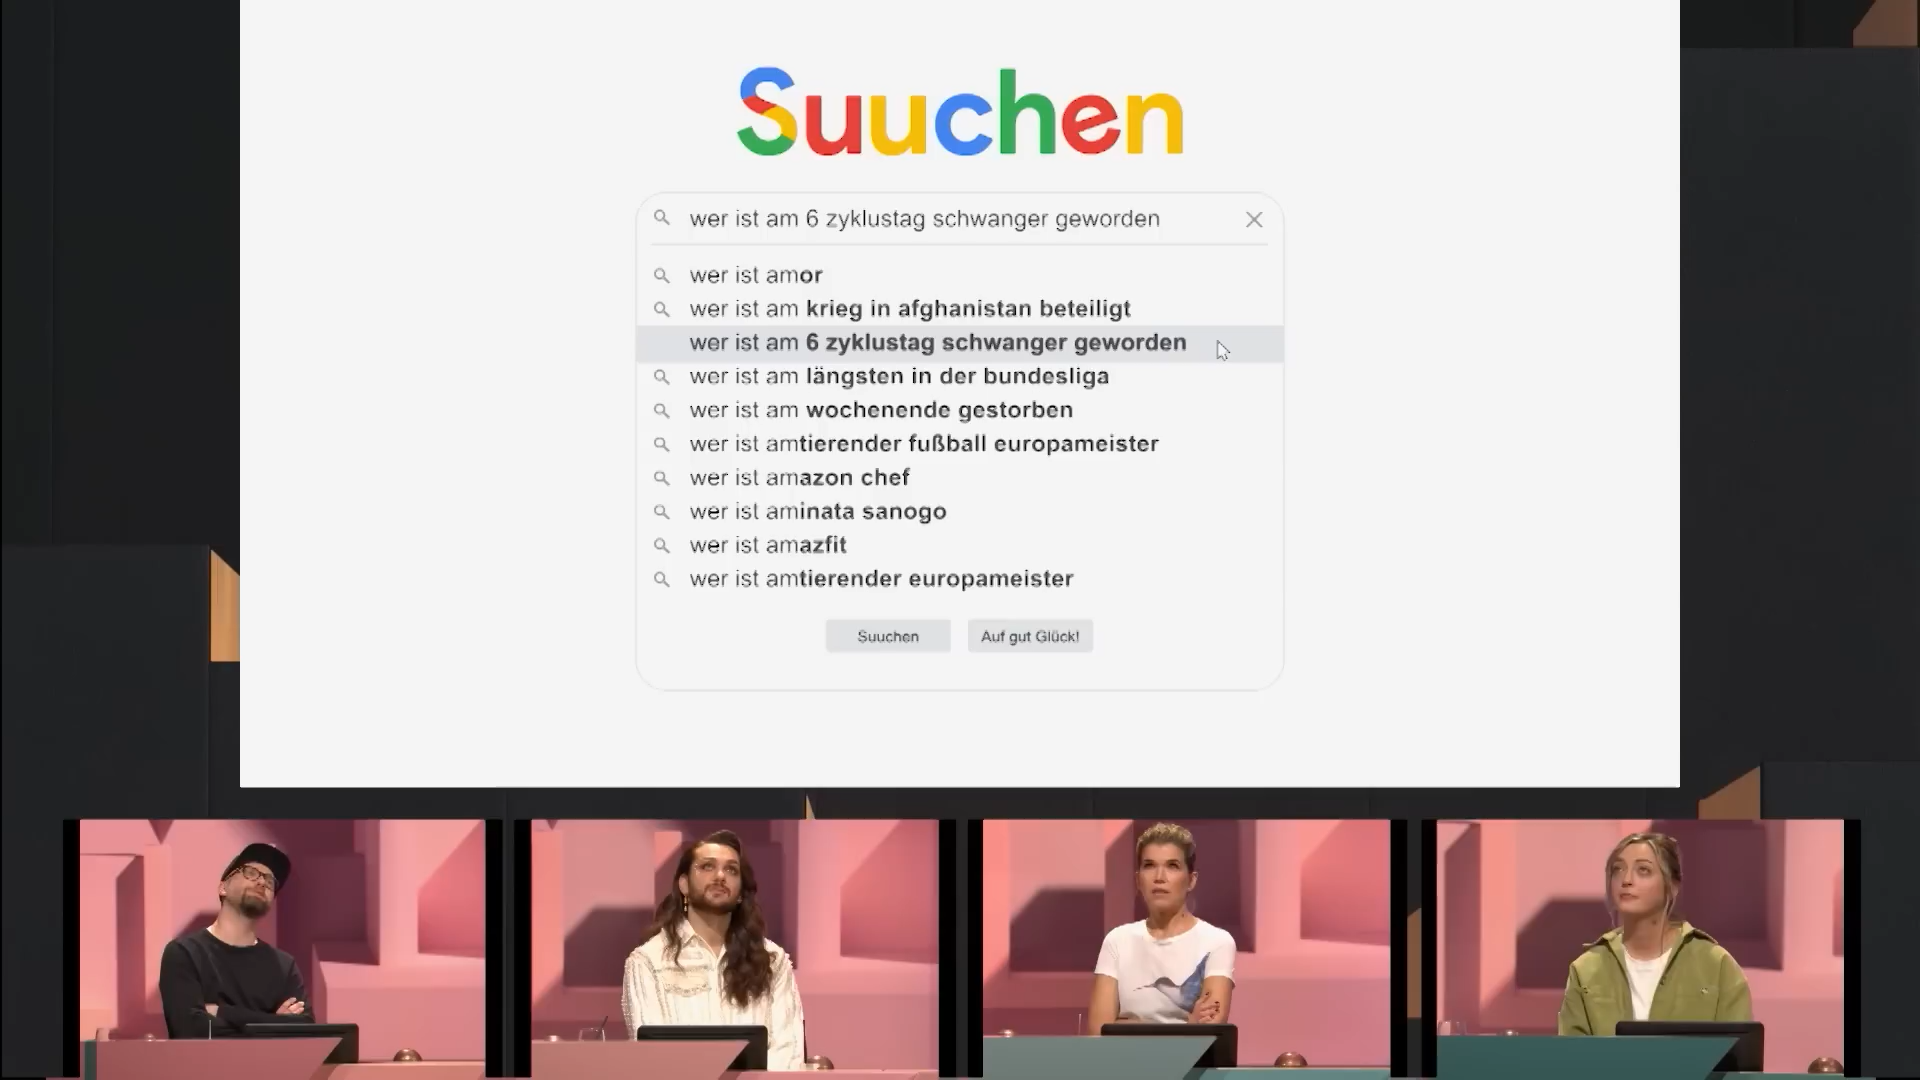 Suuchen
wer ist am 6 zyklustag schwanger geworden
wer ist amor
wer ist am krieg in afghanistan beteiligt
wer ist am 6 zyklustag schwanger geworden
wer ist am längsten in der bundesliga
wer ist am wochenende gestorben
wer ist amtierender fußball europameister
wer ist amazon chef
wer ist aminata sanogo
wer ist amazfit
wer ist amtierender europameister
Suuchen
Auf gut Glück!